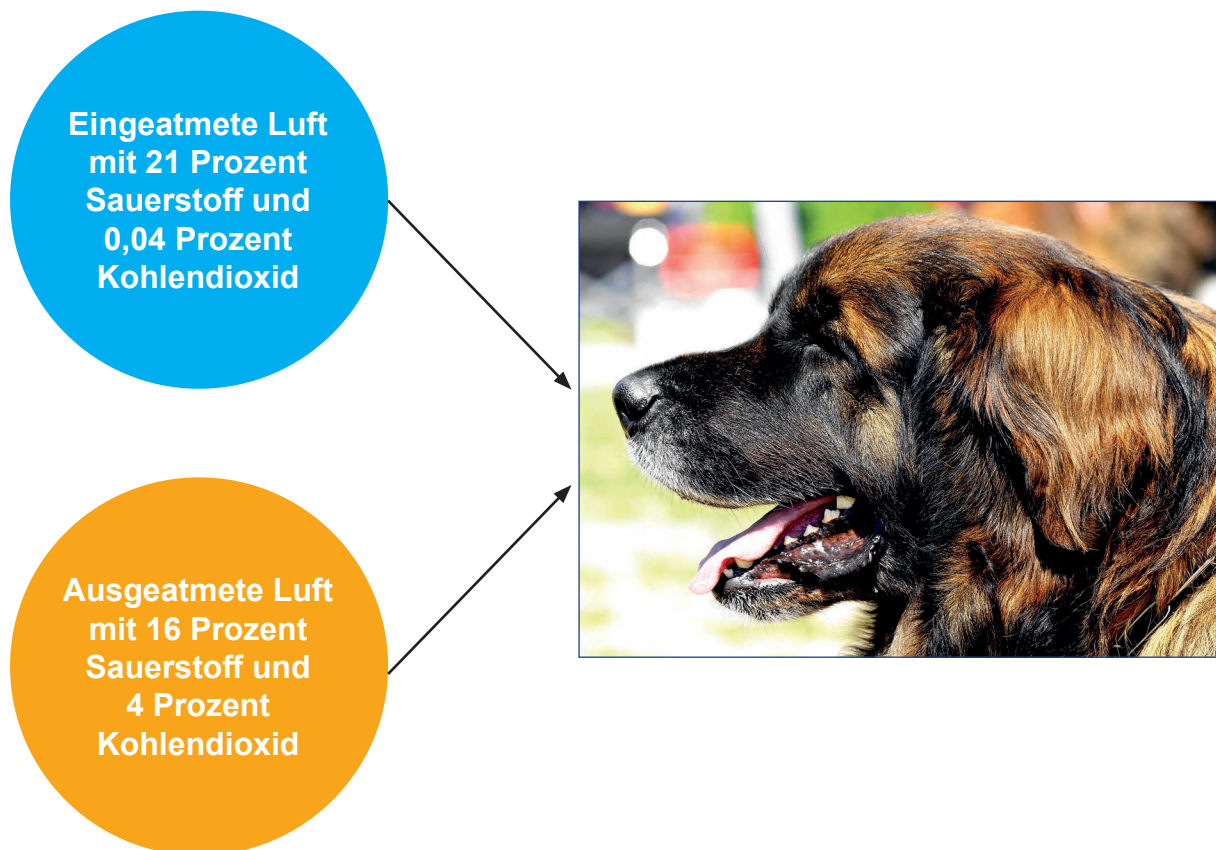 Eingeatmete Luft
mit 21 Prozent
Sauerstoff und
0,04 Prozent
Kohlendioxid
Ausgeatmete Luft
mit 16 Prozent
Sauerstoff und
4 Prozent
Kohlendioxid